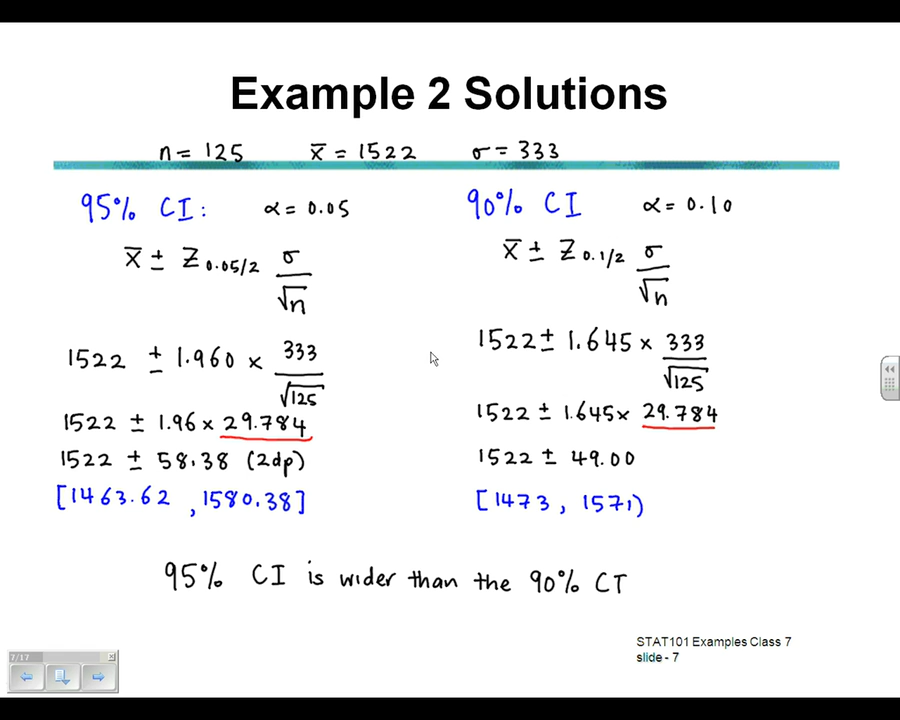 Example 2 Solutions
n = 125   x̄ = 1522   σ = 333
95% CI:   α = 0.05
x̄ ± Z0.05/2 σ/√n
1522 ± 1.960 × 333/√125
1522 ± 1.96 × 29.784
1522 ± 58.38 (2dp)
[1463.62 , 1580.38]
90% CI   α = 0.10
x̄ ± Z0.1/2 σ/√n
1522 ± 1.645 × 333/√125
1522 ± 1.645 × 29.784
1522 ± 49.00
[1473 , 1571)
95% CI is wider than the 90% CI
STAT101 Examples Class 7
slide - 7
7/17